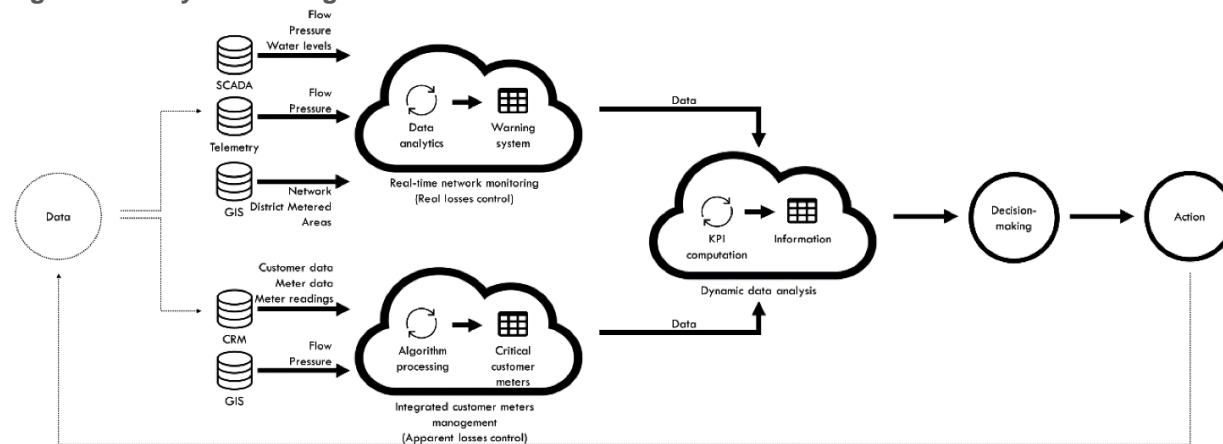 Flow
Pressure
Water levels
SCADA
Flow
Pressure
Telemetry
Network
District Metered
Areas
GIS
Data
analytics
Warning
system
Real-time network monitoring
(Real losses control)
Data
Data
KPI
computation
Information
Dynamic data analysis
Decision-
making
Action
Customer data
Meter data
Meter readings
CRM
Flow
Pressure
GIS
Algorithm
processing
Critical
customer
meters
Integrated customer meters
management
(Apparent losses control)
Data